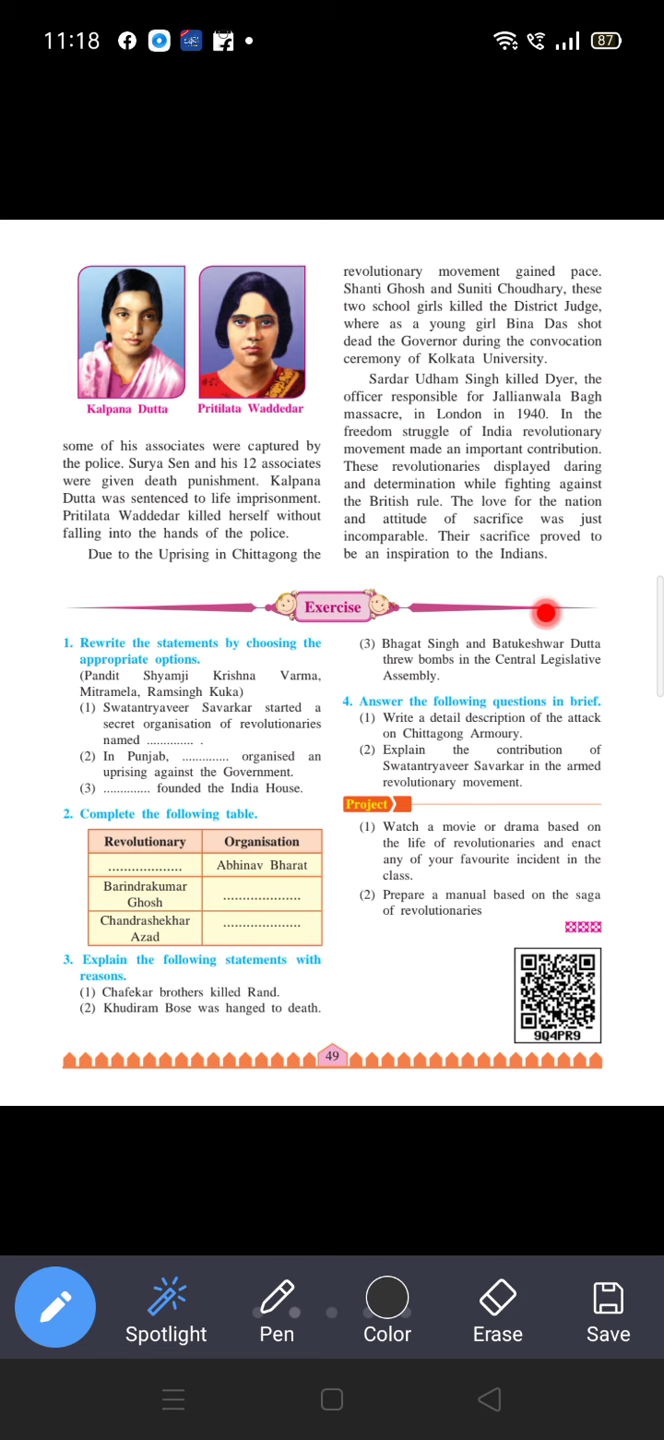 11:18
87
Kalpana Dutta
Pritilata Waddedar
some of his associates were captured by
the police. Surya Sen and his 12 associates
were given death punishment. Kalpana
Dutta was sentenced to life imprisonment.
Pritilata Waddedar killed herself without
falling into the hands of the police.
Due to the Uprising in Chittagong the
revolutionary movement gained pace.
Shanti Ghosh and Suniti Choudhary, these
two school girls killed the District Judge,
where as a young girl Bina Das shot
dead the Governor during the convocation
ceremony of Kolkata University.
Sardar Udham Singh killed Dyer, the
officer responsible for Jallianwala Bagh
massacre, in London in 1940. In the
freedom struggle of India revolutionary
movement made an important contribution.
These revolutionaries displayed daring
and determination while fighting against
the British rule. The love for the nation
and attitude of sacrifice was just
incomparable. Their sacrifice proved to
be an inspiration to the Indians.
Exercise
1. Rewrite the statements by choosing the
appropriate options.
(Pandit Shyamji Krishna Varma,
Mitramela, Ramsingh Kuka)
(1) Swatantryaveer Savarkar started a
secret organisation of revolutionaries
named .............. .
(2) In Punjab, .............. organised an
uprising against the Government.
(3) .............. founded the India House.
2. Complete the following table.
Revolutionary Organisation
................... Abhinav Bharat
Barindrakumar
Ghosh ....................
Chandrashekhar
Azad ....................
3. Explain the following statements with
reasons.
(1) Chafekar brothers killed Rand.
(2) Khudiram Bose was hanged to death.
(3) Bhagat Singh and Batukeshwar Dutta
threw bombs in the Central Legislative
Assembly.
4. Answer the following questions in brief.
(1) Write a detail description of the attack
on Chittagong Armoury.
(2) Explain the contribution of
Swatantryaveer Savarkar in the armed
revolutionary movement.
Project
(1) Watch a movie or drama based on
the life of revolutionaries and enact
any of your favourite incident in the
class.
(2) Prepare a manual based on the saga
of revolutionaries
9Q4PR9
49
Spotlight
Pen
Color
Erase
Save